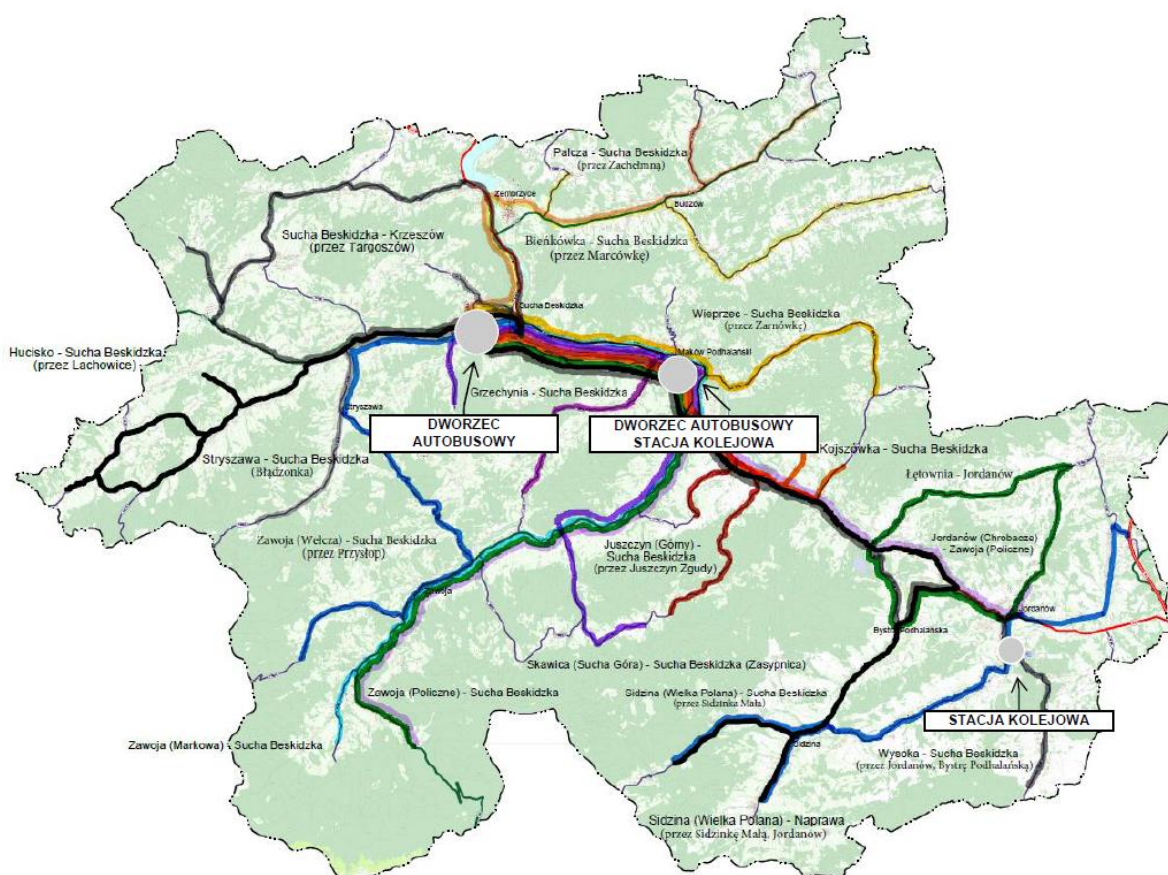 Palcza - Sucha Beskidzka
(przez Zachełmną)
Zemorzyce
Budzów
Sucha Beskidzka - Krzeszów
(przez Targoszów)
Bieńkówka - Sucha Beskidzka
(przez Marcówkę)
Sucha Beskidzka
Wieprzec - Sucha Beskidzka
(przez Żarnówkę)
Hucisko - Sucha Beskidzka
(przez Lachowice)
Maków Podhalański
Grzechynia - Sucha Beskidzka
Stryszawa
DWORZEC
AUTOBUSOWY
DWORZEC AUTOBUSOWY
STACJA KOLEJOWA
Kojszówka - Sucha Beskidzka
Stryszawa - Sucha Beskidzka
(Błądzonka)
Łętownia - Jordanów
Zawoja (Wełcza) - Sucha Beskidzka
(przez Przysłop)
Juszczyn (Górny) -
Sucha Beskidzka
(przez Juszczyn Zgudy)
Jordanów (Chrobacze)
- Zawoja (Policzne)
Zawoja
Jordanów
Bystra Podhalańska
Skawica (Sucha Góra) - Sucha Beskidzka (Zasypnica)
Zawoja (Policzne) - Sucha Beskidzka
Sidzina (Wielka Polana) - Sucha Beskidzka
(przez Sidzinka Mała)
STACJA KOLEJOWA
Zawoja (Markowa) - Sucha Beskidzka
Sidzina
Wysoka - Sucha Beskidzka
(przez Jordanów, Bystrę Podhalańską)
Sidzina (Wielka Polana) - Naprawa
(przez Sidzinkę Małą, Jordanów)